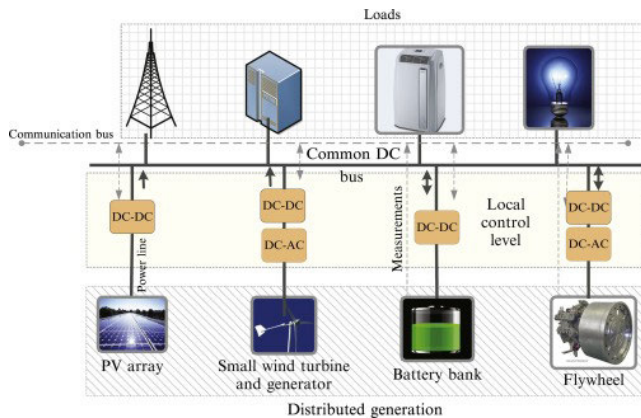 Loads
Communication bus
Common DC
bus
DC-DC
DC-DC
DC-AC
DC-DC
DC-DC
DC-AC
Local
control
level
Power line
Measurements
PV array
Small wind turbine
and generator
Battery bank
Flywheel
Distributed generation